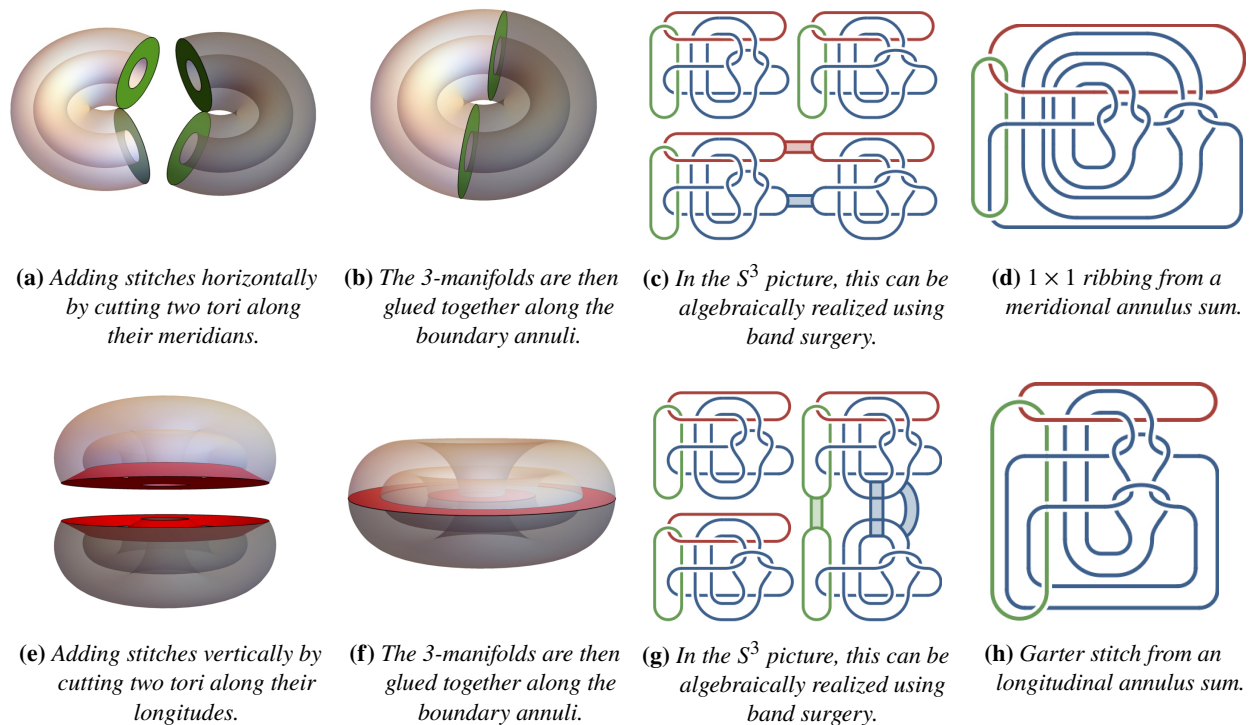 (a) Adding stitches horizontally
by cutting two tori along
their meridians.
(b) The 3-manifolds are then
glued together along the
boundary annuli.
(c) In the S³ picture, this can be
algebraically realized using
band surgery.
(d) 1 × 1 ribbing from a
meridional annulus sum.
(e) Adding stitches vertically by
cutting two tori along their
longitudes.
(f) The 3-manifolds are then
glued together along the
boundary annuli.
(g) In the S³ picture, this can be
algebraically realized using
band surgery.
(h) Garter stitch from an
longitudinal annulus sum.